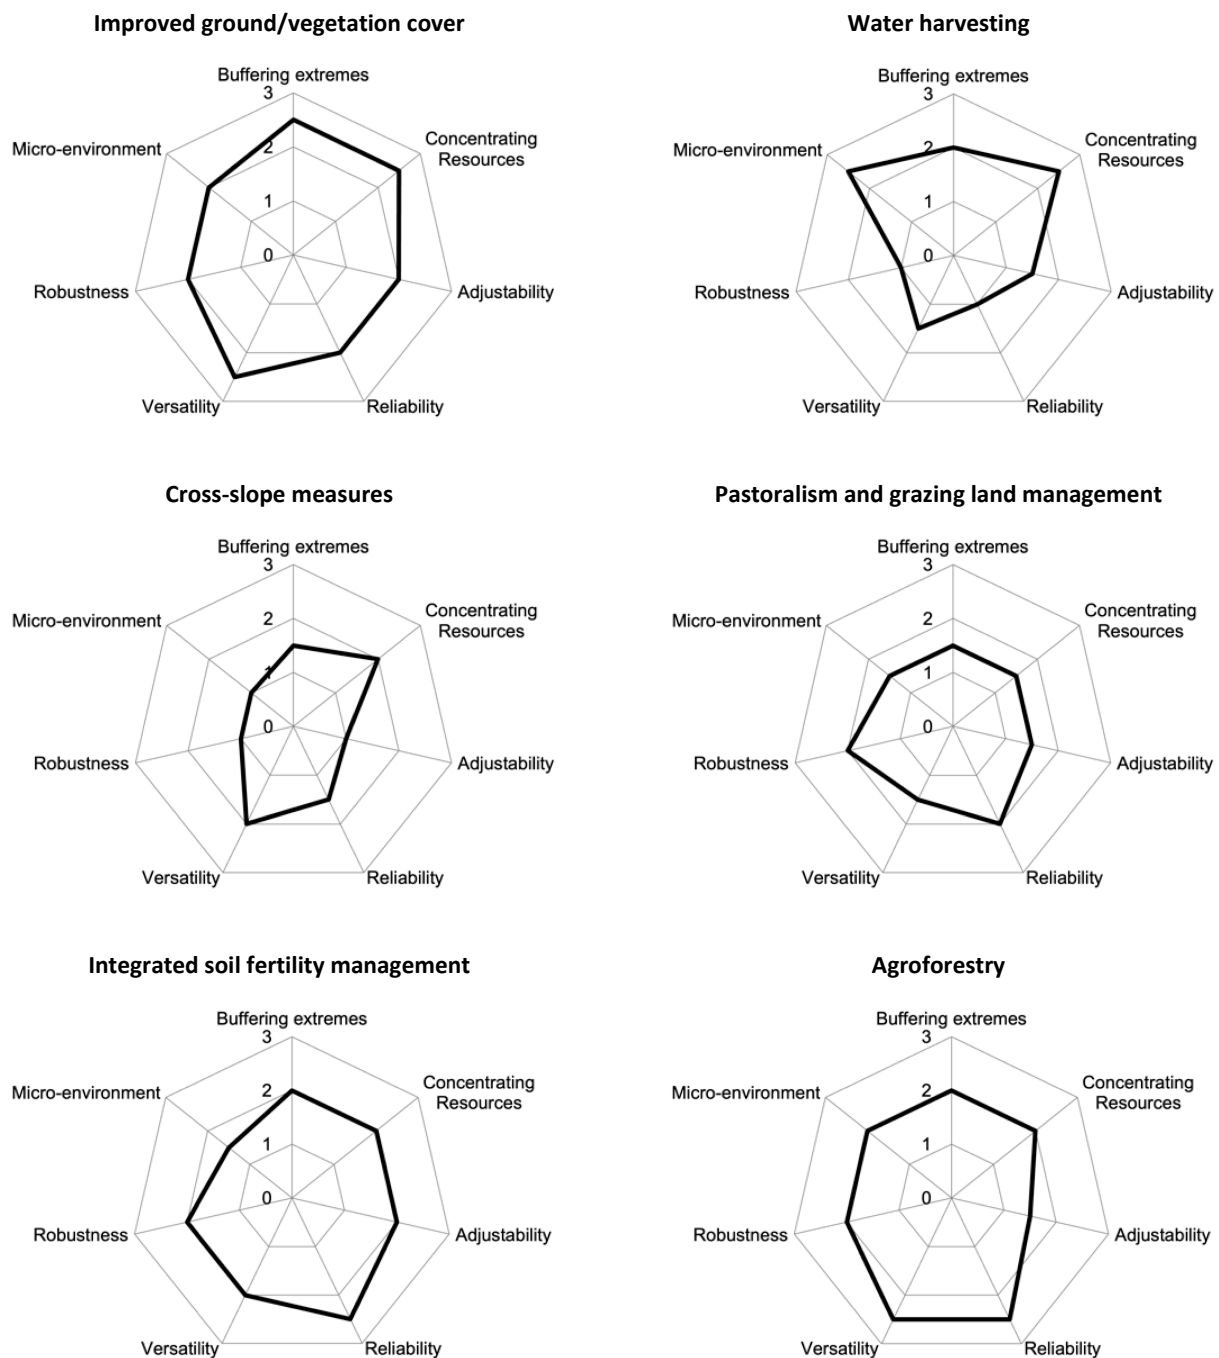 Improved ground/vegetation cover
Buffering extremes
3
Concentrating
Resources
Micro-environment
2
1
0
Robustness
Adjustability
Versatility
Reliability
Water harvesting
Buffering extremes
3
Concentrating
Resources
Micro-environment
2
1
0
Robustness
Adjustability
Versatility
Reliability
Cross-slope measures
Buffering extremes
3
Concentrating
Resources
Micro-environment
2
1
0
Robustness
Adjustability
Versatility
Reliability
Pastoralism and grazing land management
Buffering extremes
3
Concentrating
Resources
Micro-environment
2
1
0
Robustness
Adjustability
Versatility
Reliability
Integrated soil fertility management
Buffering extremes
3
Concentrating
Resources
Micro-environment
2
1
0
Robustness
Adjustability
Versatility
Reliability
Agroforestry
Buffering extremes
3
Concentrating
Resources
Micro-environment
2
1
0
Robustness
Adjustability
Versatility
Reliability